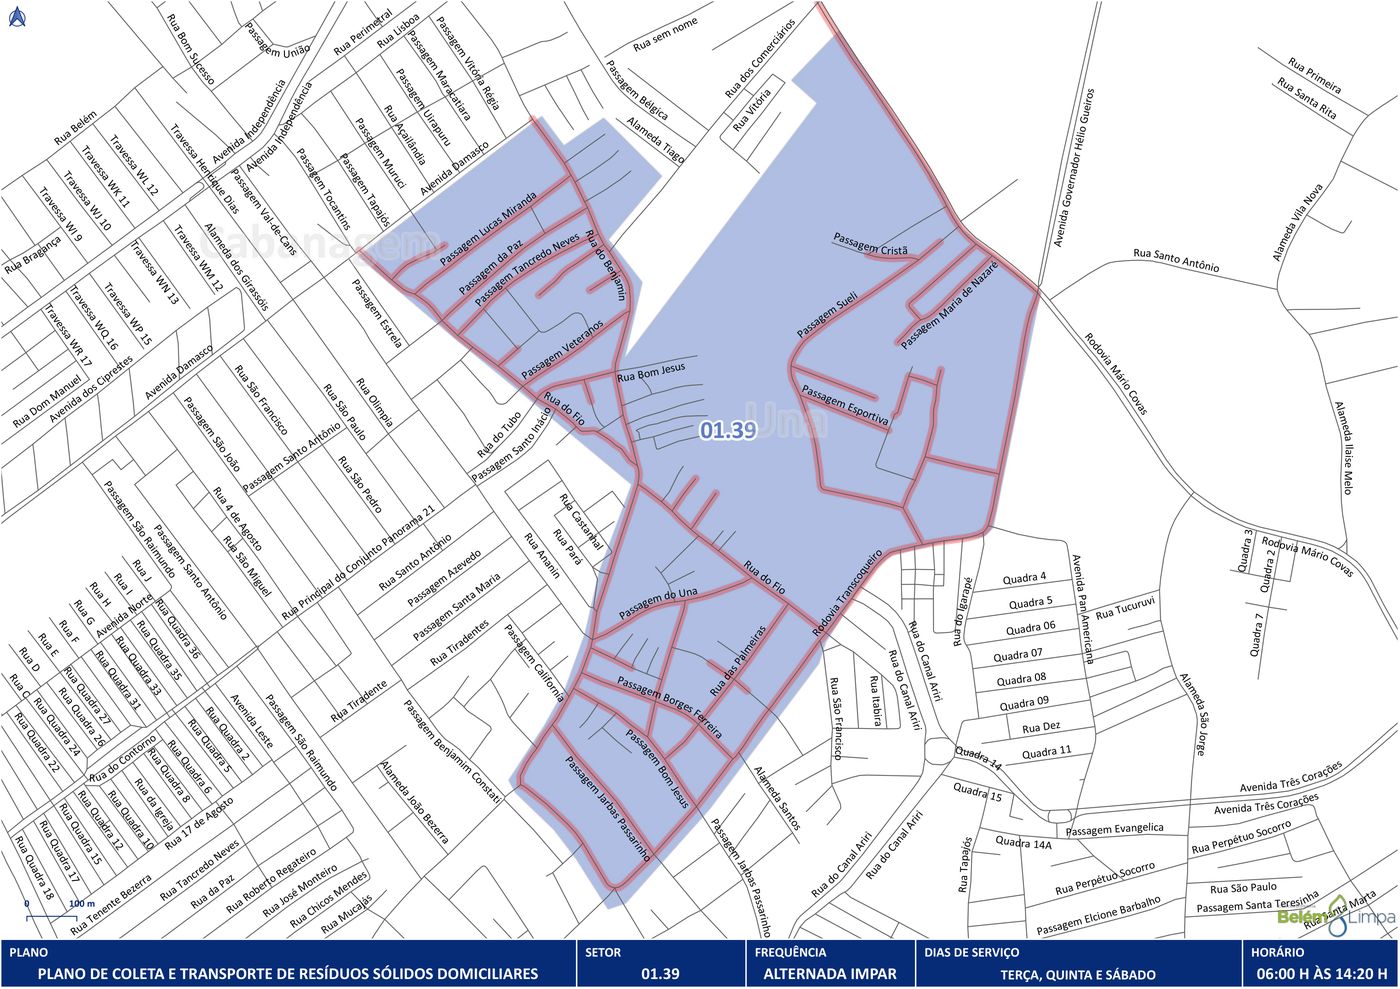 Rua Bom Sucesso
Passagem União
Rua Perimetral
Rua Lisboa
Passagem Vitória Régia
Passagem Maracatiara
Passagem Uirapuru
Rua Açailândia
Passagem Muruci
Passagem Tapajós
Passagem Tocantins
Avenida Independência
Avenida Independência
Rua sem nome
Rua dos Comerciários
Rua Vitória
Passagem Bélgica
Alameda Tiago
Avenida Damasco
Avenida Governador Hélio Gueiros
Rua Primeira
Rua Santa Rita
Alameda Vila Nova
Rua Santo Antônio
Rua Belém
Travessa WL 12
Travessa WK 11
Travessa WJ 10
Travessa WI 9
Rua Bragança
Travessa Henrique Dias
Passagem Val-de-Cans
Alameda dos Girassóis
Travessa WM 12
Travessa WN 13
Travessa WP 15
Travessa WQ 16
Travessa WR 17
Rua Dom Manuel
Avenida dos Ciprestes
Avenida Damasco
Cabanagem
Passagem Estrela
Passagem Lucas Miranda
Passagem da Paz
Passagem Tancredo Neves
Rua do Benjamin
Passagem Veteranos
Rua Bom Jesus
Rua do Fio
Rua do Tubo
Passagem Santo Inácio
Passagem Cristã
Passagem Sueli
Passagem Maria de Nazaré
Passagem Esportiva
01.39
Una
Rodovia Mário Covas
Alameda Ilaise Melo
Rua São Francisco
Passagem São João
Rua Olímpia
Rua São Paulo
Passagem Santo Antônio
Rua São Pedro
Rua 4 de Agosto
Rua São Miguel
Passagem São Raimundo
Passagem Santo Antônio
Rua Principal do Conjunto Panorama 21
Rua Santo Antônio
Passagem Azevedo
Passagem Santa Maria
Rua Tiradentes
Rua Tiradente
Rua Castanhal
Rua Pará
Rua Ananin
Passagem California
Passagem Benjamim Constati
Alameda João Bezerra
Rua J
Rua I
Rua H
Rua G
Rua F
Rua E
Rua D
Rua C
Avenida Norte
Rua Quadra 36
Rua Quadra 35
Rua Quadra 33
Rua Quadra 31
Rua Quadra 27
Rua Quadra 26
Rua Quadra 24
Rua Quadra 22
Rua do Contorno
Avenida Leste
Passagem São Raimundo
Rua Quadra 2
Rua Quadra 5
Rua Quadra 6
Rua Quadra 8
Rua da Igreja
Rua Quadra 10
Rua Quadra 12
Rua Quadra 15
Rua Quadra 17
Rua Quadra 18
Rua 17 de Agosto
Rua Tancredo Neves
Rua da Paz
Rua Roberto Regateiro
Rua José Monteiro
Rua Chicos Mendes
Rua Mucajás
Rua Tenente Bezerra
Rua do Fio
Passagem do Una
Rua das Palmeiras
Passagem Borges Ferreira
Passagem Bom Jesus
Passagem Jarbas Passarinho
Passagem Jarbas Passarinho
Alameda Santos
Rodovia Transcoqueiro
Rua São Francisco
Rua Itabira
Rua do Canal Ariri
Rua do Canal Ariri
Rua do Canal Ariri
Rua do Canal Ariri
Rua do Igarapé
Quadra 4
Quadra 5
Quadra 06
Quadra 07
Quadra 08
Quadra 09
Rua Dez
Quadra 11
Quadra 14
Quadra 15
Quadra 14A
Avenida Pan Americana
Rua Tucuruvi
Alameda São Jorge
Quadra 3
Quadra 2
Quadra 7
Rodovia Mário Covas
Avenida Três Corações
Avenida Três Corações
Passagem Evangelica
Rua Perpétuo Socorro
Rua Perpétuo Socorro
Rua São Paulo
Passagem Santa Teresinha
Rua Santa Marta
Passagem Elcione Barbalho
Rua Tapajós
Belém Limpa
0 100 m
PLANO
PLANO DE COLETA E TRANSPORTE DE RESÍDUOS SÓLIDOS DOMICILIARES
SETOR
01.39
FREQUÊNCIA
ALTERNADA IMPAR
DIAS DE SERVIÇO
TERÇA, QUINTA E SÁBADO
HORÁRIO
06:00 H ÀS 14:20 H